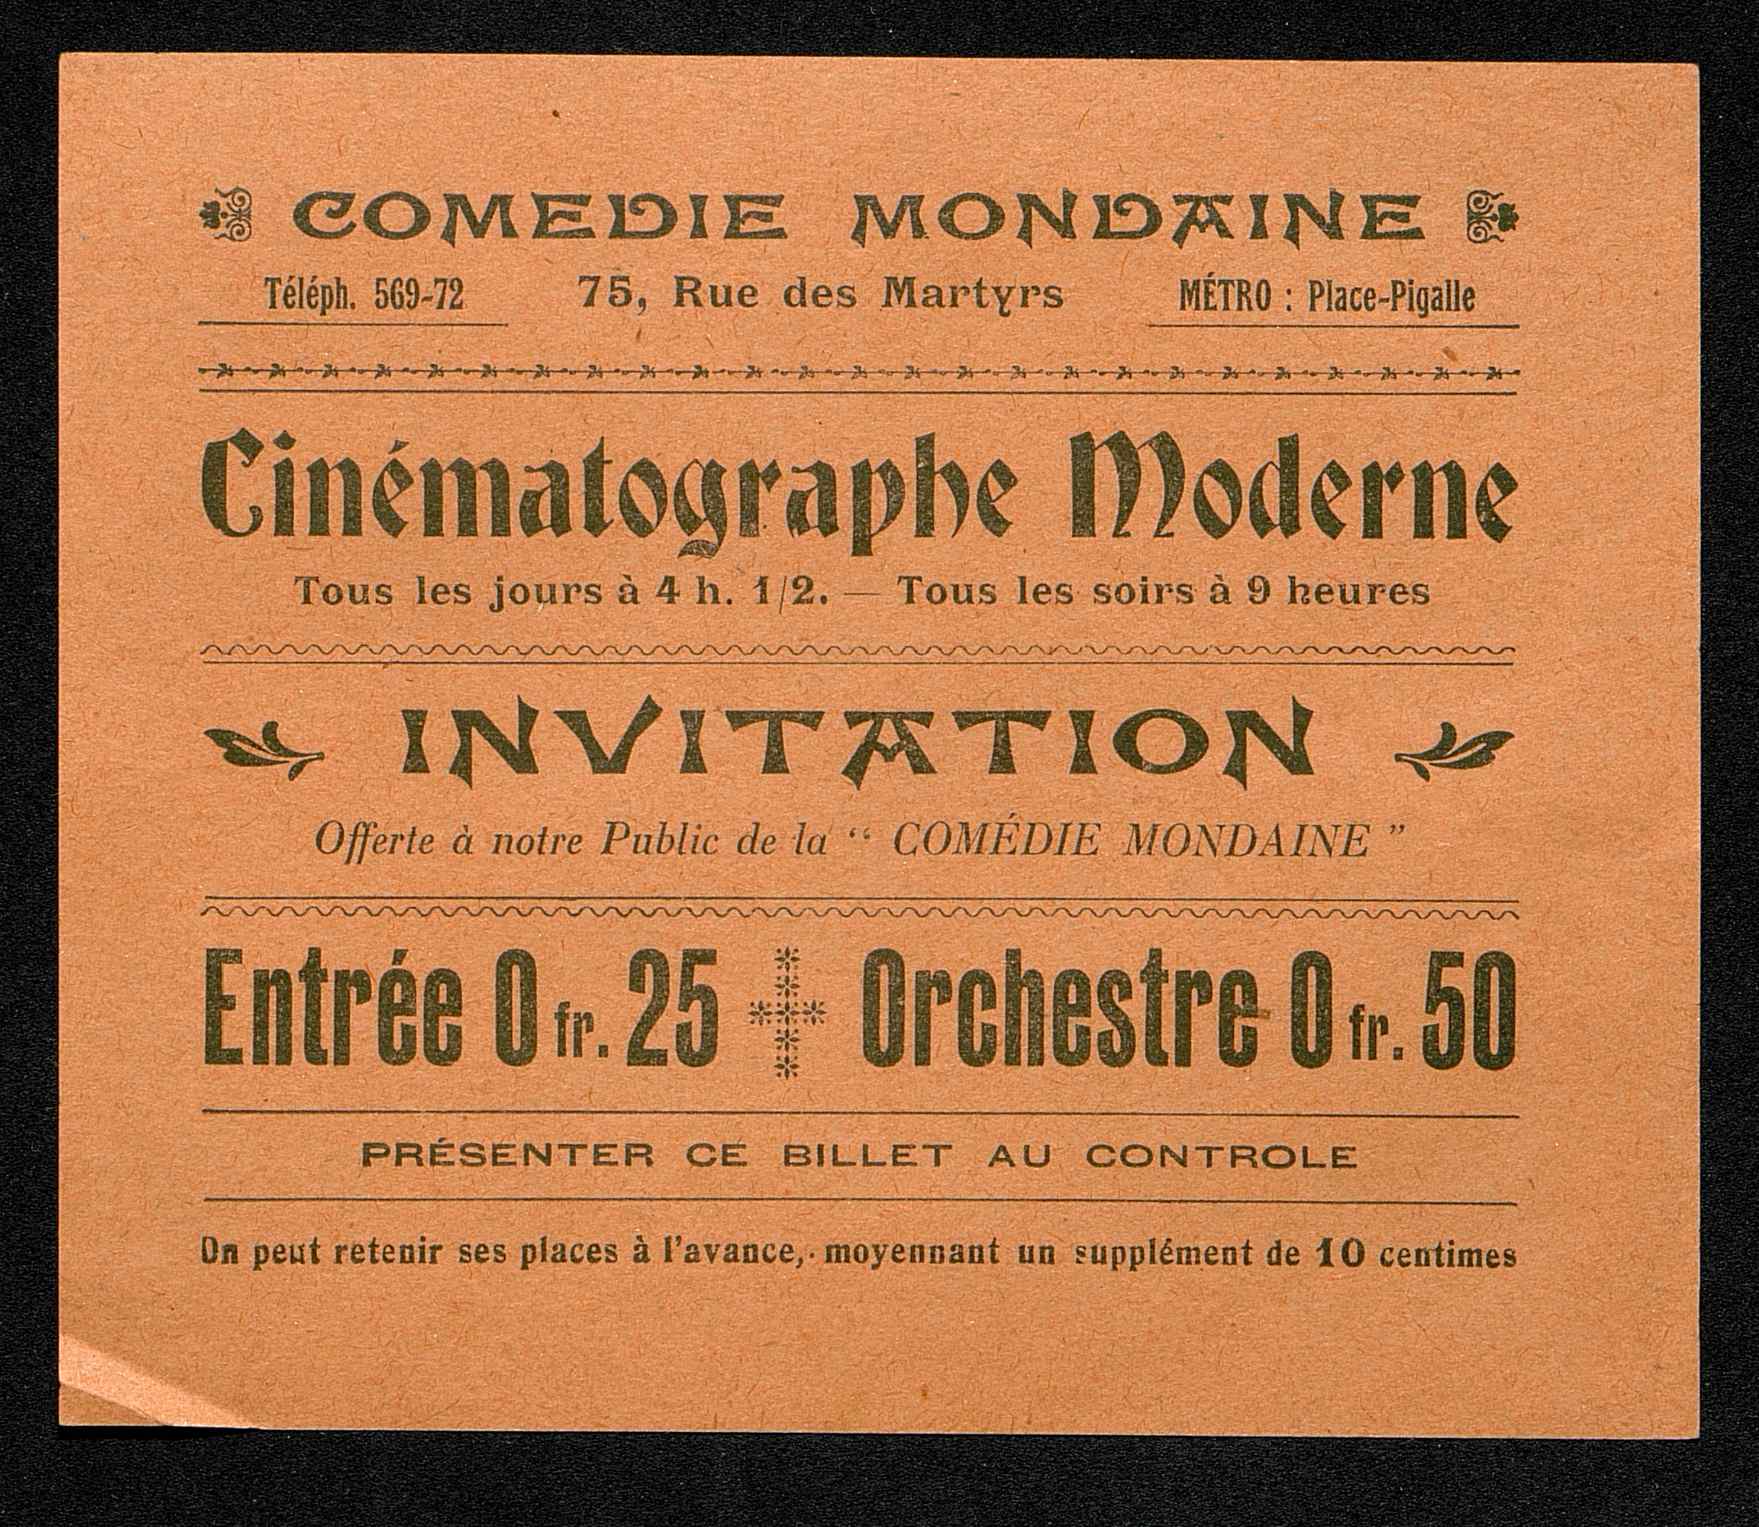 COMEDIE MONDAINE
Téléph. 569-72 75, Rue des Martyrs MÉTRO : Place-Pigalle
Cinématographe Moderne
Tous les jours à 4 h. 1/2. — Tous les soirs à 9 heures
INVITATION
Offerte à notre Public de la “ COMÉDIE MONDAINE ”
Entrée 0 fr. 25 Orchestre 0 fr. 50
PRÉSENTER CE BILLET AU CONTROLE
On peut retenir ses places à l'avance, moyennant un supplément de 10 centimes